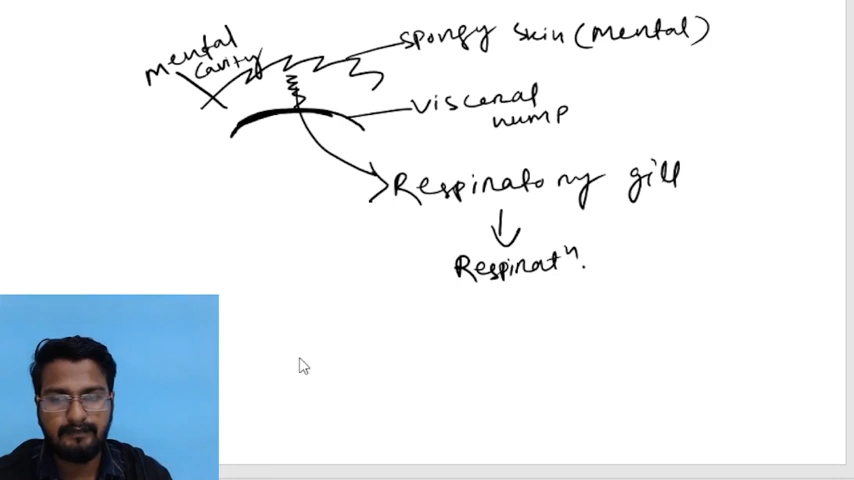 mental
cavity
spongy skin (mental)
visceral
hump
Respiratory gill
Respiratⁿ.